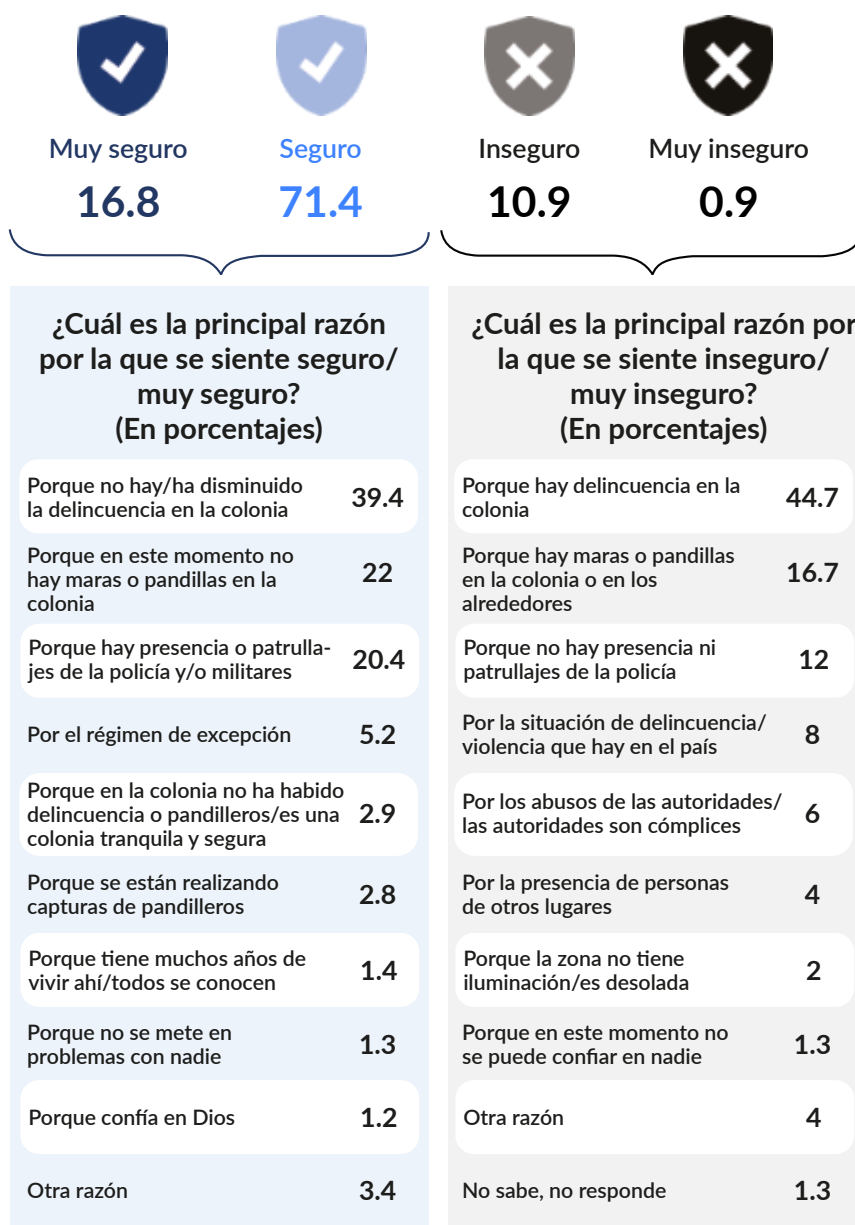 Muy seguro
16.8
Seguro
71.4
Inseguro
10.9
Muy inseguro
0.9
¿Cuál es la principal razón
por la que se siente seguro/
muy seguro?
(En porcentajes)
Porque no hay/ha disminuido
la delincuencia en la colonia
39.4
Porque en este momento no
hay maras o pandillas en la
colonia
22
Porque hay presencia o patrulla-
jes de la policía y/o militares
20.4
Por el régimen de excepción
5.2
Porque en la colonia no ha habido
delincuencia o pandilleros/es una
colonia tranquila y segura
2.9
Porque se están realizando
capturas de pandilleros
2.8
Porque tiene muchos años de
vivir ahí/todos se conocen
1.4
Porque no se mete en
problemas con nadie
1.3
Porque confía en Dios
1.2
Otra razón
3.4
¿Cuál es la principal razón por
la que se siente inseguro/
muy inseguro?
(En porcentajes)
Porque hay delincuencia en la
colonia
44.7
Porque hay maras o pandillas
en la colonia o en los
alrededores
16.7
Porque no hay presencia ni
patrullajes de la policía
12
Por la situación de delincuencia/
violencia que hay en el país
8
Por los abusos de las autoridades/
las autoridades son cómplices
6
Por la presencia de personas
de otros lugares
4
Porque la zona no tiene
iluminación/es desolada
2
Porque en este momento no
se puede confiar en nadie
1.3
Otra razón
4
No sabe, no responde
1.3